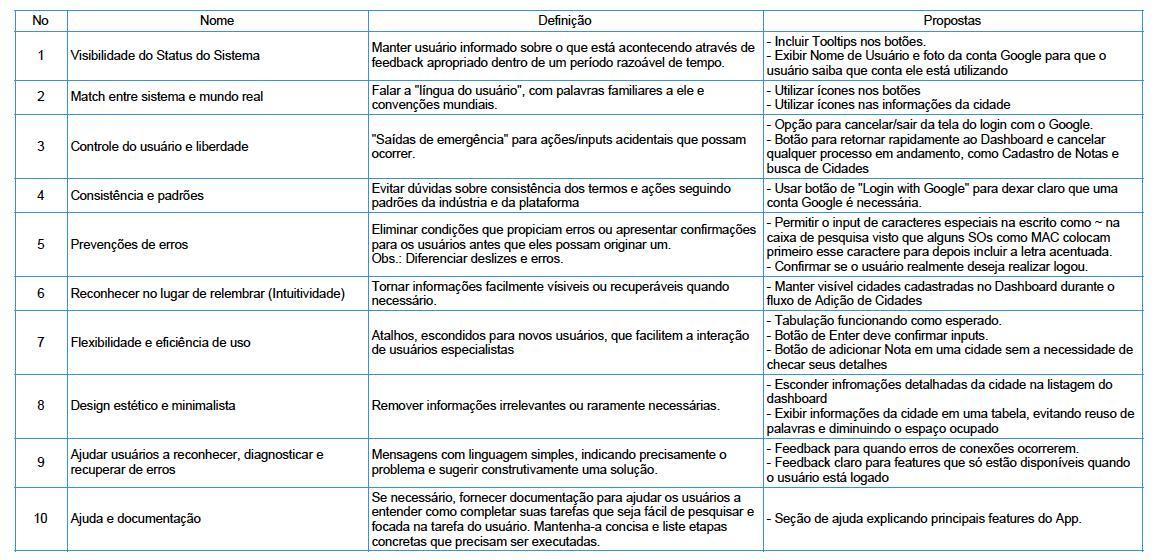 No Nome Definição Propostas
1
Visibilidade do Status do Sistema
Manter usuário informado sobre o que está acontecendo através de
feedback apropriado dentro de um período razoável de tempo.
- Incluir Tooltips nos botões.
- Exibir Nome de Usuário e foto da conta Google para que o
usuário saiba que conta ele está utilizando
2
Match entre sistema e mundo real
Falar a "língua do usuário", com palavras familiares a ele e
convenções mundiais.
- Utilizar ícones nos botões
- Utilizar ícones nas informações da cidade
3
Controle do usuário e liberdade
"Saídas de emergência" para ações/inputs acidentais que possam
ocorrer.
- Opção para cancelar/sair da tela do login com o Google.
- Botão para retornar rapidamente ao Dashboard e cancelar
qualquer processo em andamento, como Cadastro de Notas e
busca de Cidades
4
Consistência e padrões
Evitar dúvidas sobre consistência dos termos e ações seguindo
padrões da indústria e da plataforma
- Usar botão de "Login with Google" para dexar claro que uma
conta Google é necessária.
5
Prevenções de erros
Eliminar condições que propiciam erros ou apresentar confirmações
para os usuários antes que eles possam originar um.
Obs.: Diferenciar deslizes e erros.
- Permitir o input de caracteres especiais na escrito como ~ na
caixa de pesquisa visto que alguns SOs como MAC colocam
primeiro esse caractere para depois incluir a letra acentuada.
- Confirmar se o usuário realmente deseja realizar logou.
6
Reconhecer no lugar de relembrar (Intuitividade)
Tornar informações facilmente vísiveis ou recuperáveis quando
necessário.
- Manter visível cidades cadastradas no Dashboard durante o
fluxo de Adição de Cidades
7
Flexibilidade e eficiência de uso
Atalhos, escondidos para novos usuários, que facilitem a interação
de usuários especialistas
- Tabulação funcionando como esperado.
- Botão de Enter deve confirmar inputs.
- Botão de adicionar Nota em uma cidade sem a necessidade de
checar seus detalhes
8
Design estético e minimalista
Remover informações irrelevantes ou raramente necessárias.
- Esconder infromações detalhadas da cidade na listagem do
dashboard
- Exibir informações da cidade em uma tabela, evitando reuso de
palavras e diminuindo o espaço ocupado
9
Ajudar usuários a reconhecer, diagnosticar e
recuperar de erros
Mensagens com linguagem simples, indicando precisamente o
problema e sugerir construtivamente uma solução.
- Feedback para quando erros de conexões ocorrerem.
- Feedback claro para features que só estão disponíveis quando
o usuário está logado
10
Ajuda e documentação
Se necessário, fornecer documentação para ajudar os usuários a
entender como completar suas tarefas que seja fácil de pesquisar e
focada na tarefa do usuário. Mantenha-a concisa e liste etapas
concretas que precisam ser executadas.
- Seção de ajuda explicando principais features do App.